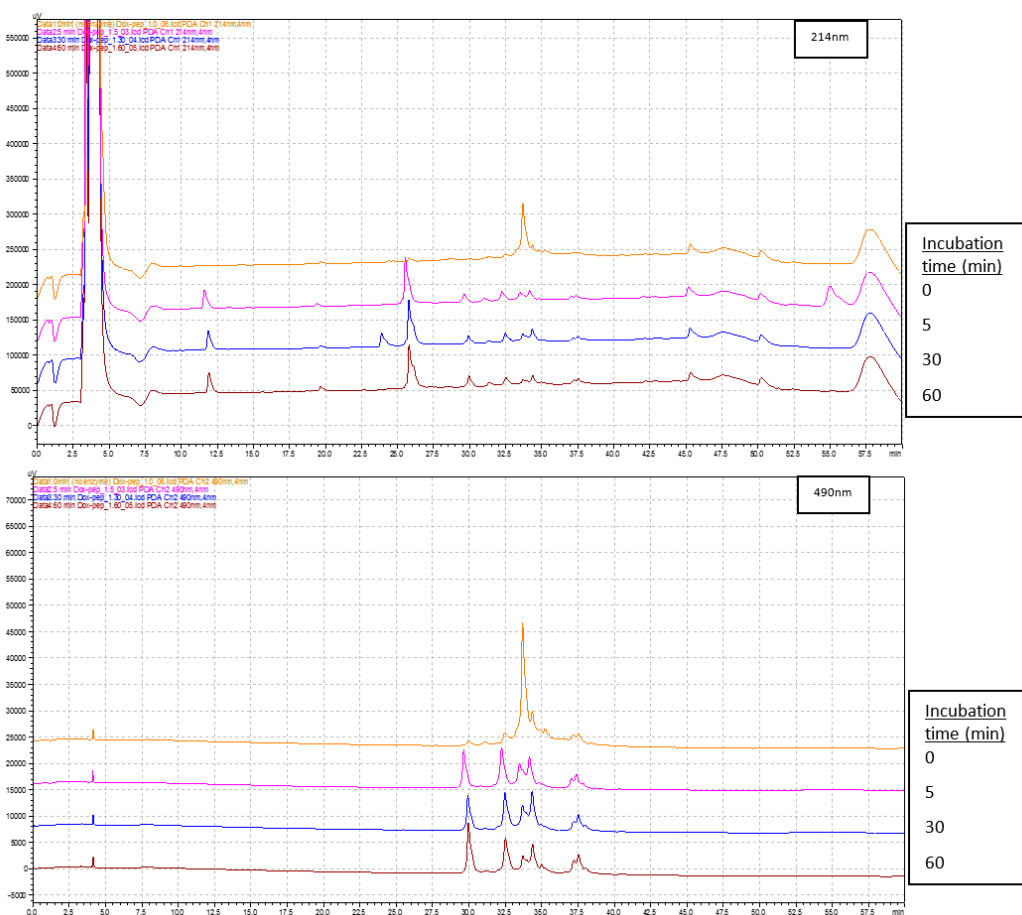 uV
Data1:0min (no enzyme) Dox-pep_1.0_06.lcd PDA Ch1 214nm,4nm
Data2:5 min Dox-pep_1.5_03.lcd PDA Ch1 214nm,4nm
Data3:30 min Dox-pep_1.30_04.lcd PDA Ch1 214nm,4nm
Data4:60 min Dox-pep_1.60_05.lcd PDA Ch1 214nm,4nm
214nm
550000
500000
450000
400000
350000
300000
250000
200000
150000
100000
50000
0
0.0 2.5 5.0 7.5 10.0 12.5 15.0 17.5 20.0 22.5 25.0 27.5 30.0 32.5 35.0 37.5 40.0 42.5 45.0 47.5 50.0 52.5 55.0 57.5 min
Incubation
time (min)
0
5
30
60
uV
Data1:0min (no enzyme) Dox-pep_1.0_06.lcd PDA Ch2 490nm,4nm
Data2:5 min Dox-pep_1.5_03.lcd PDA Ch2 490nm,4nm
Data3:30 min Dox-pep_1.30_04.lcd PDA Ch2 490nm,4nm
Data4:60 min Dox-pep_1.60_05.lcd PDA Ch2 490nm,4nm
490nm
70000
65000
60000
55000
50000
45000
40000
35000
30000
25000
20000
15000
10000
5000
0
-5000
0.0 2.5 5.0 7.5 10.0 12.5 15.0 17.5 20.0 22.5 25.0 27.5 30.0 32.5 35.0 37.5 40.0 42.5 45.0 47.5 50.0 52.5 55.0 57.5 min
Incubation
time (min)
0
5
30
60